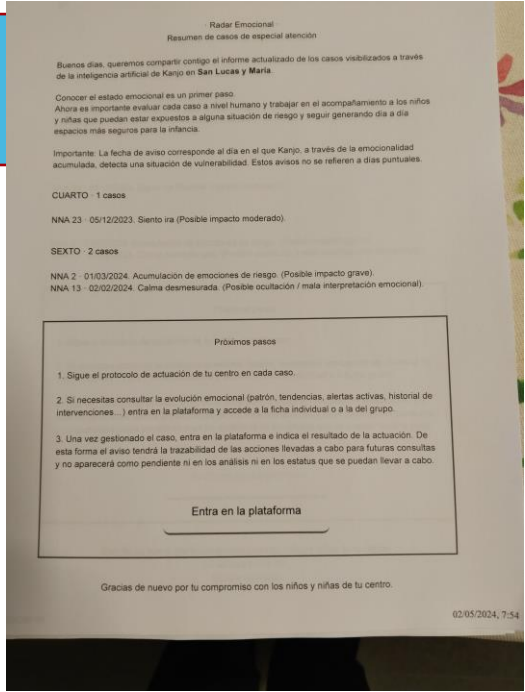 · Radar Emocional ·
Resumen de casos de especial atención
Buenos días, queremos compartir contigo el informe actualizado de los casos visibilizados a través
de la inteligencia artificial de Kanjo en San Lucas y María.
Conocer el estado emocional es un primer paso.
Ahora es importante evaluar cada caso a nivel humano y trabajar en el acompañamiento a los niños
y niñas que puedan estar expuestos a alguna situación de riesgo y seguir generando día a día
espacios más seguros para la infancia.
Importante: La fecha de aviso corresponde al día en el que Kanjo, a través de la emocionalidad
acumulada, detecta una situación de vulnerabilidad. Estos avisos no se refieren a días puntuales.
CUARTO · 1 casos
NNA 23 · 05/12/2023. Siento ira (Posible impacto moderado).
SEXTO · 2 casos
NNA 2 · 01/03/2024. Acumulación de emociones de riesgo. (Posible impacto grave).
NNA 13 · 02/02/2024. Calma desmesurada. (Posible ocultación / mala interpretación emocional).
Próximos pasos
1. Sigue el protocolo de actuación de tu centro en cada caso.
2. Si necesitas consultar la evolución emocional (patrón, tendencias, alertas activas, historial de
intervenciones...) entra en la plataforma y accede a la ficha individual o a la del grupo.
3. Una vez gestionado el caso, entra en la plataforma e indica el resultado de la actuación. De
esta forma el aviso tendrá la trazabilidad de las acciones llevadas a cabo para futuras consultas
y no aparecerá como pendiente ni en los análisis ni en los estatus que se puedan llevar a cabo.
Entra en la plataforma
Gracias de nuevo por tu compromiso con los niños y niñas de tu centro.
02/05/2024, 7:54